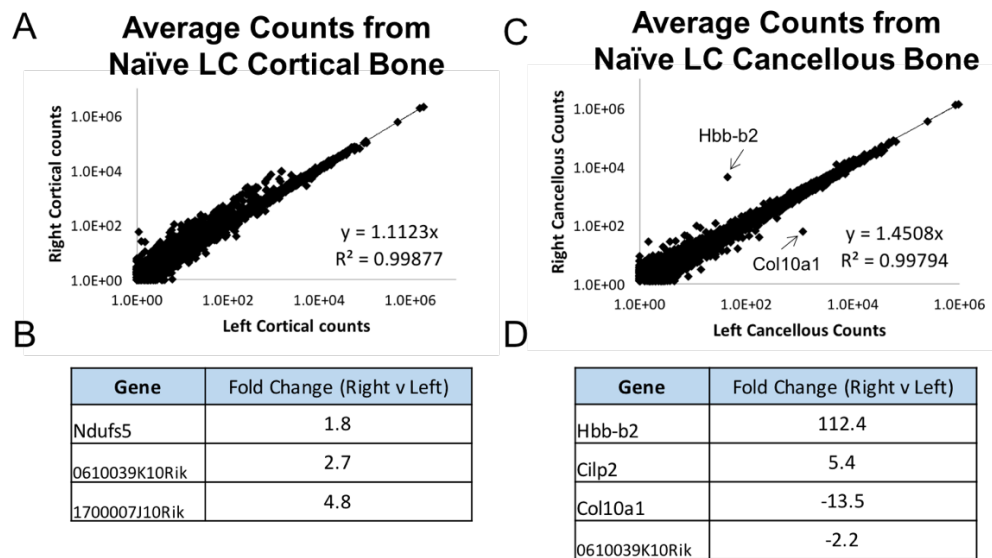 A
Average Counts from
Naïve LC Cortical Bone
Right Cortical counts
1.0E+06
1.0E+04
1.0E+02
1.0E+00
y = 1.1123x
R² = 0.99877
1.0E+00 1.0E+02 1.0E+04 1.0E+06
Left Cortical counts
B
Gene Fold Change (Right v Left)
Ndufs5 1.8
0610039K10Rik 2.7
1700007J10Rik 4.8
C
Average Counts from
Naïve LC Cancellous Bone
Right Cancellous Counts
1.0E+06
1.0E+04
1.0E+02
1.0E+00
Hbb-b2
Col10a1
y = 1.4508x
R² = 0.99794
1.0E+00 1.0E+02 1.0E+04 1.0E+06
Left Cancellous Counts
D
Gene Fold Change (Right v Left)
Hbb-b2 112.4
Cilp2 5.4
Col10a1 -13.5
0610039K10Rik -2.2